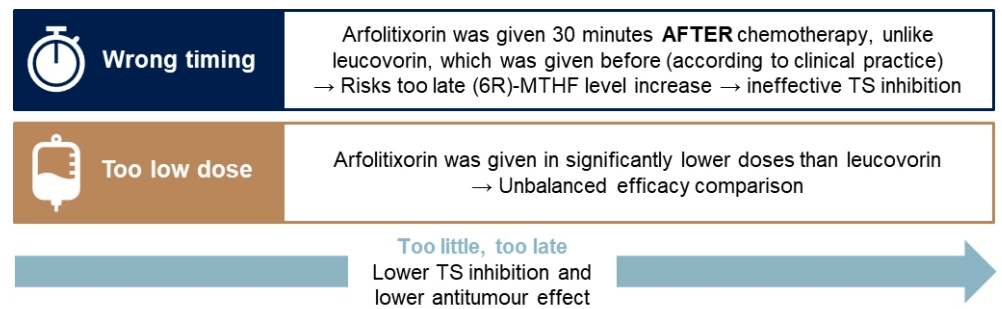 Wrong timing
Arfolitixorin was given 30 minutes AFTER chemotherapy, unlike
leucovorin, which was given before (according to clinical practice)
→ Risks too late (6R)-MTHF level increase → ineffective TS inhibition
Too low dose
Arfolitixorin was given in significantly lower doses than leucovorin
→ Unbalanced efficacy comparison
Too little, too late
Lower TS inhibition and
lower antitumour effect